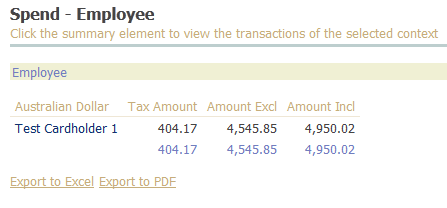 Spend - Employee
Click the summary element to view the transactions of the selected context
Employee
Australian Dollar Tax Amount Amount Excl Amount Incl
Test Cardholder 1 404.17 4,545.85 4,950.02
404.17 4,545.85 4,950.02
Export to Excel Export to PDF